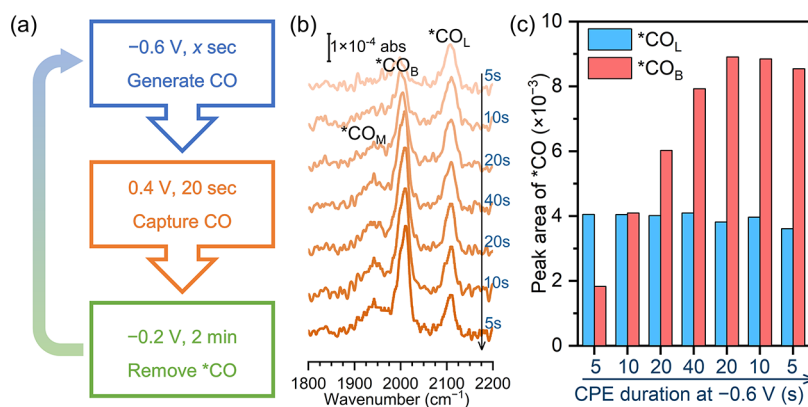 (a)
−0.6 V, x sec
Generate CO
0.4 V, 20 sec
Capture CO
−0.2 V, 2 min
Remove *CO
(b)
1×10⁻⁴ abs
*CO_L
*CO_B
*CO_M
5s
10s
20s
40s
20s
10s
5s
1800 1900 2000 2100 2200
Wavenumber (cm⁻¹)
(c)
*CO_L
*CO_B
Peak area of *CO (×10⁻³)
10
8
6
4
2
0
5 10 20 40 20 10 5
CPE duration at −0.6 V (s)